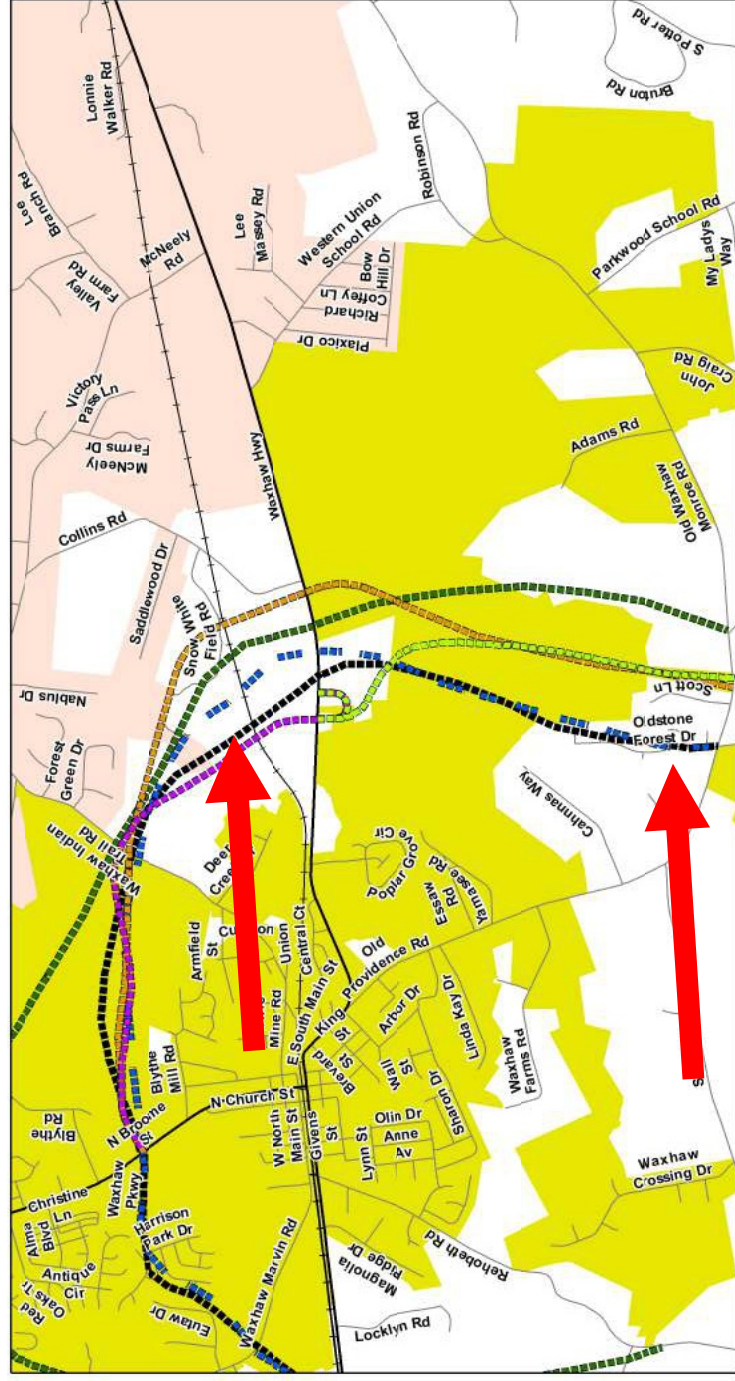 S Potter Rd
Bruton Rd
Lonnie
Walker Rd
Lee
Branch Rd
McNeely
Rd
Valley
Farm Rd
Lee
Massey Rd
Western Union
School Rd
Robinson Rd
Bow
Hill Dr
Richard
Coffey Ln
Plaxico Dr
Parkwood School Rd
My Ladys
Way
John
Craig Rd
Victory
Pass Ln
McNeely
Farms Dr
Adams Rd
Old Waxhaw
Monroe Rd
Waxhaw Hwy
Collins Rd
Saddlewood Dr
Snow White
Field Rd
Nablus Dr
Forest
Green Dr
Scott Ln
Oldstone
Forest Dr
Cahnnas Way
Waxhaw Indian
Trail Rd
Deer
Poplar Grove Cir
Essaw
Rd
Yamasee Rd
Armfield
St
Union
Central Ct
Old
Providence Rd
Mine Rd
E South Main St
King
St
Brevard
St
Arbor Dr
Wall
St
Linda Kay Dr
Waxhaw
Farms Rd
Sharon Dr
Blythe
Mill Rd
Blythe
Rd
N Broome
St
N Church St
W North
Main St
Givens
St
Lynn St
Olin Dr
Anne
Av
S
Waxhaw
Crossing Dr
Christine
Ln
Waxhaw
Pkwy
Alma
Blvd
Harrison
Park Dr
Antique
Cir
Red
Oaks Tr
Eutaw Dr
Waxhaw Marvin Rd
Magnolia
Ridge Dr
Rehobeth Rd
Locklyn Rd